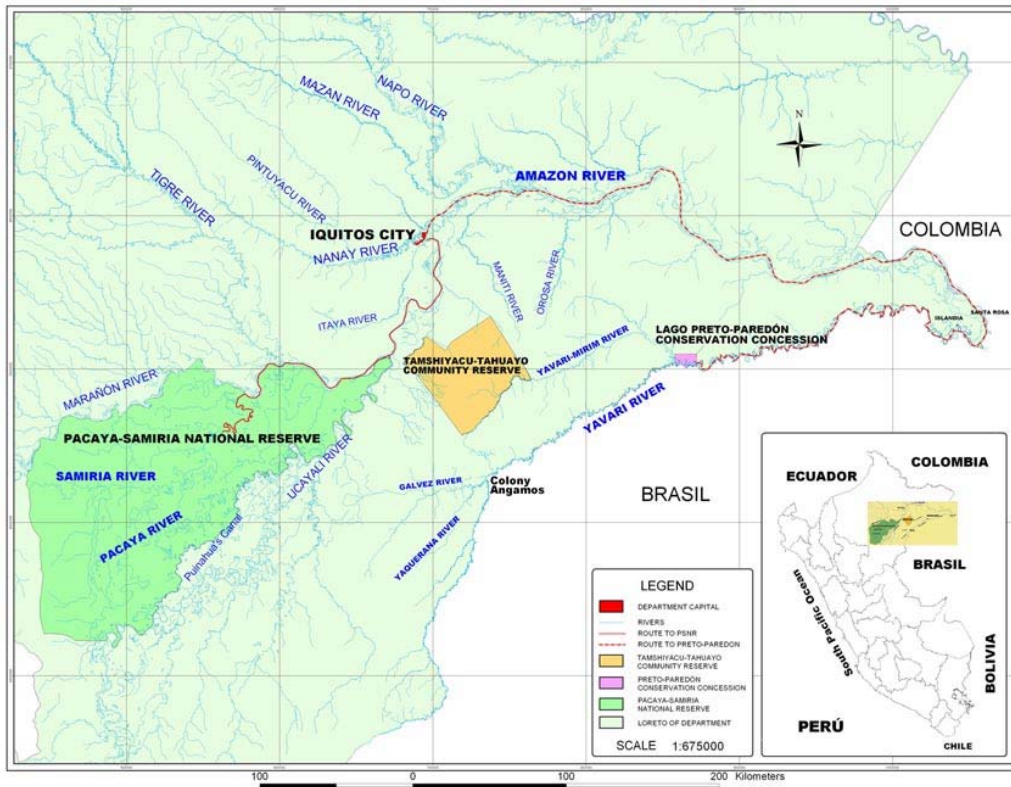 NAPO RIVER
MAZAN RIVER
N
PINTUYACU RIVER
TIGRE RIVER
AMAZON RIVER
IQUITOS CITY
NANAY RIVER
COLOMBIA
MANITI RIVER
OROSA RIVER
ITAYA RIVER
ISLANDIA
SANTA ROSA
LAGO PRETO-PAREDÓN
CONSERVATION CONCESSION
TAMSHIYACU-TAHUAYO
COMMUNITY RESERVE
YAVARI-MIRIM RIVER
MARAÑÓN RIVER
YAVARI RIVER
PACAYA-SAMIRIA NATIONAL RESERVE
SAMIRIA RIVER
UCAYALI RIVER
GALVEZ RIVER
Colony
Angamos
BRASIL
PACAYA RIVER
Puinahua's Canal
YAQUERANA RIVER
ECUADOR
COLOMBIA
BRASIL
South Pacific Ocean
BOLIVIA
PERÚ
CHILE
LEGEND
DEPARTMENT CAPITAL
RIVERS
ROUTE TO PSNR
ROUTE TO PRETO-PAREDON
TAMSHIYACU-TAHUAYO
COMMUNITY RESERVE
PRETO-PAREDÓN
CONSERVATION CONCESSION
PACAYA-SAMIRIA
NATIONAL RESERVE
LORETO OF DEPARTMENT
SCALE 1:675000
100 0 100 200 Kilometers